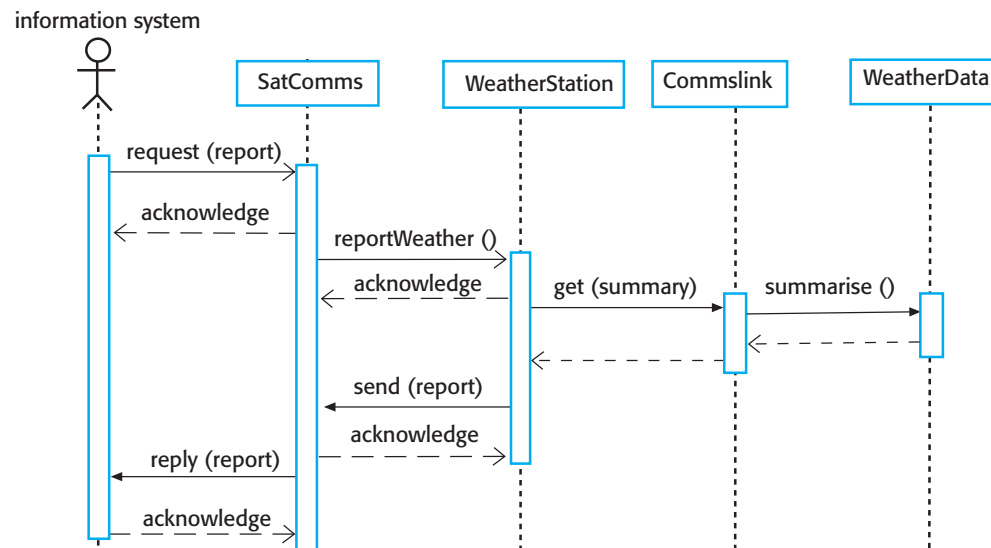 information system
SatComms
WeatherStation
Commslink
WeatherData
request (report)
acknowledge
reportWeather ()
acknowledge
get (summary)
summarise ()
send (report)
acknowledge
reply (report)
acknowledge